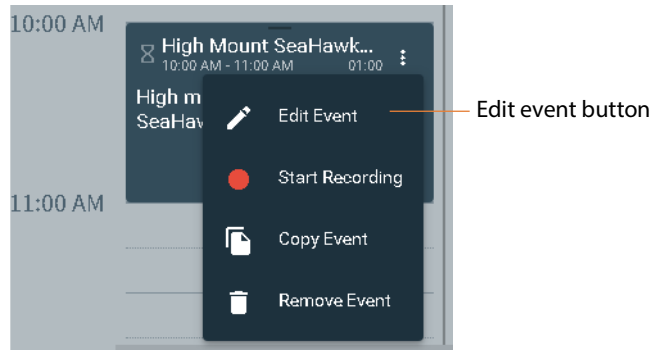 10:00 AM
High Mount SeaHawk...
10:00 AM - 11:00 AM 01:00
High m
SeaHav
Edit Event
Edit event button
Start Recording
11:00 AM
Copy Event
Remove Event